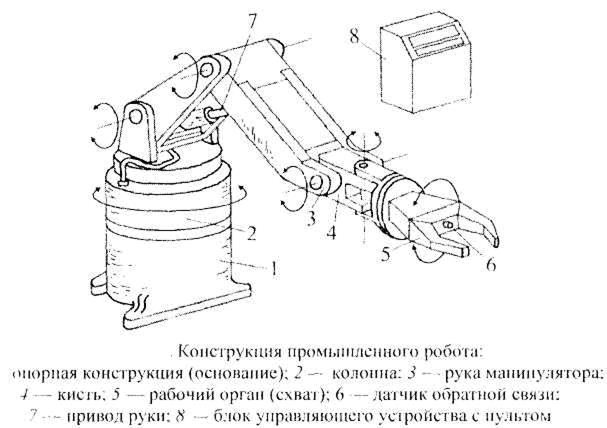 7
8
3
4
2
1
5
6
Конструкция промышленного робота:
опорная конструкция (основание); 2 — колонна: 3 — рука манипулятора;
4 — кисть; 5 — рабочий орган (схват); 6 — датчик обратной связи;
7 — привод руки; 8 — блок управляющего устройства с пультом